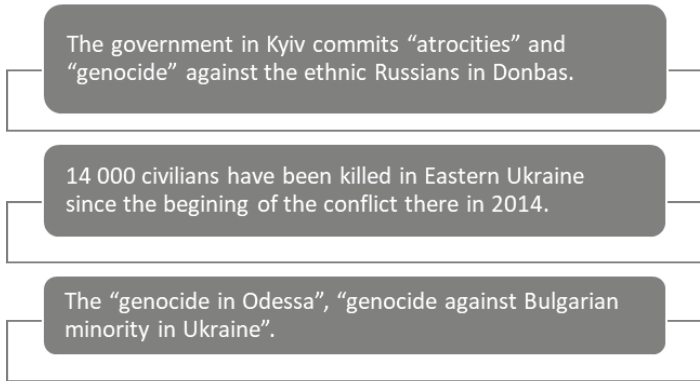 The government in Kyiv commits “atrocities” and
“genocide” against the ethnic Russians in Donbas.
14 000 civilians have been killed in Eastern Ukraine
since the begining of the conflict there in 2014.
The “genocide in Odessa”, “genocide against Bulgarian
minority in Ukraine”.